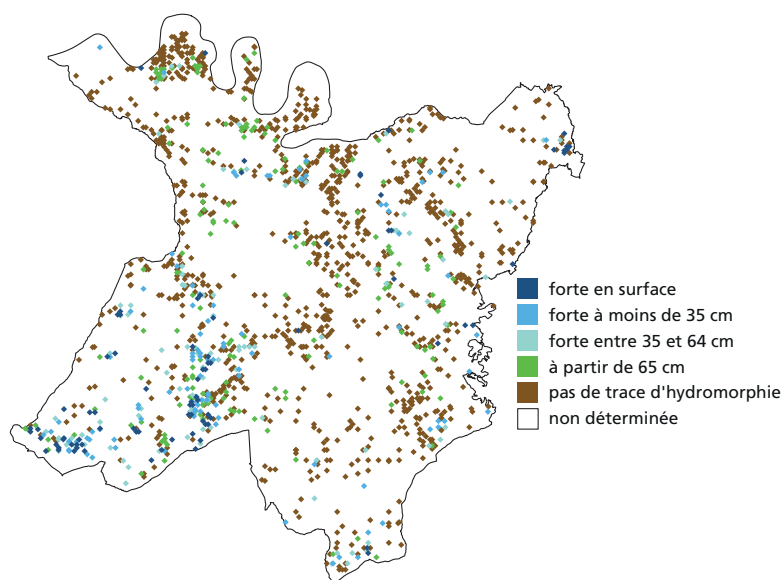 forte en surface
forte à moins de 35 cm
forte entre 35 et 64 cm
à partir de 65 cm
pas de trace d'hydromorphie
non déterminée